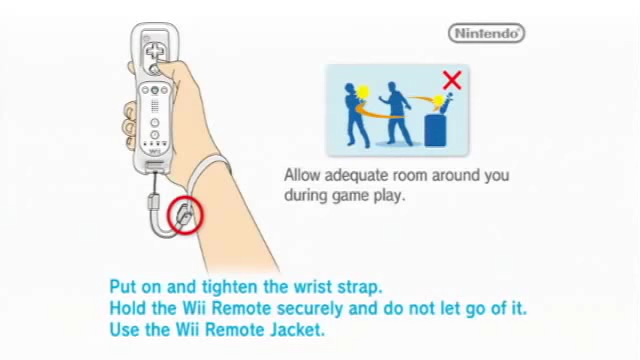 Nintendo®
Allow adequate room around you
during game play.
Wii
Put on and tighten the wrist strap.
Hold the Wii Remote securely and do not let go of it.
Use the Wii Remote Jacket.